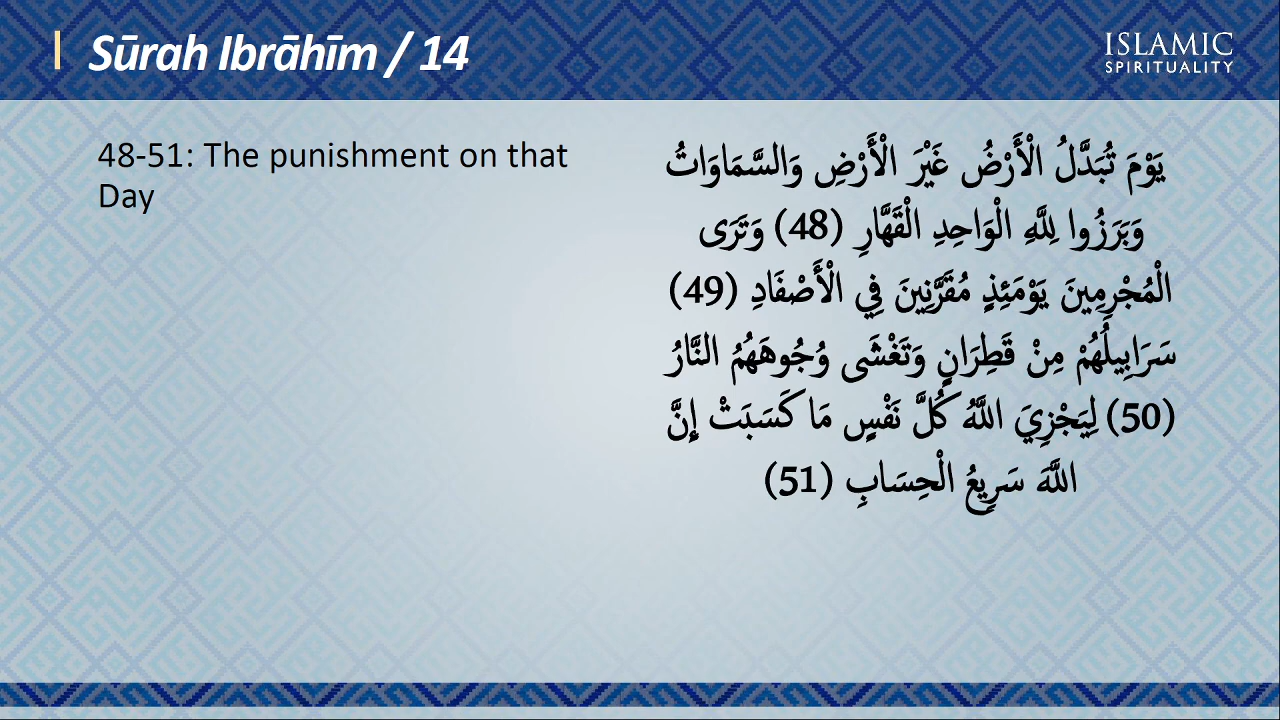 Sūrah Ibrāhīm / 14
ISLAMIC
SPIRITUALITY
48-51: The punishment on that
Day
يَوْمَ تُبَدَّلُ الْأَرْضُ غَيْرَ الْأَرْضِ وَالسَّمَاوَاتُ
وَبَرَزُوا لِلَّهِ الْوَاحِدِ الْقَهَّارِ (48) وَتَرَى
الْمُجْرِمِينَ يَوْمَئِذٍ مُقَرَّنِينَ فِي الْأَصْفَادِ (49)
سَرَابِيلُهُمْ مِنْ قَطِرَانٍ وَتَغْشَى وُجُوهَهُمُ النَّارُ
(50) لِيَجْزِيَ اللَّهُ كُلَّ نَفْسٍ مَا كَسَبَتْ إِنَّ
اللَّهَ سَرِيعُ الْحِسَابِ (51)